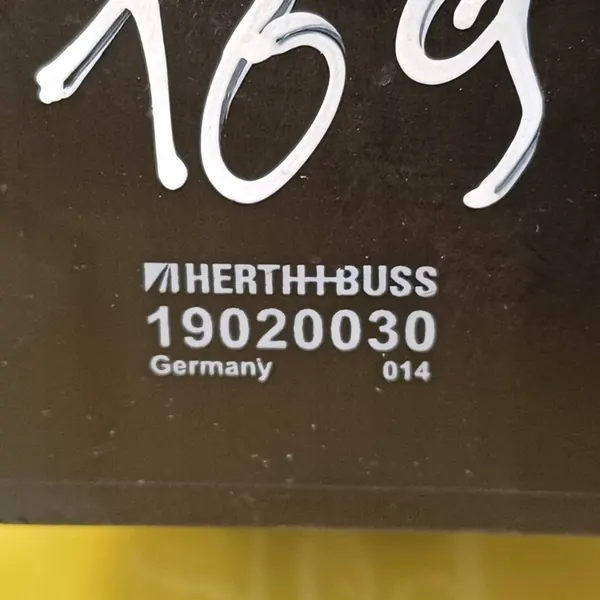 169
HERTH+BUSS
19020030
Germany 014